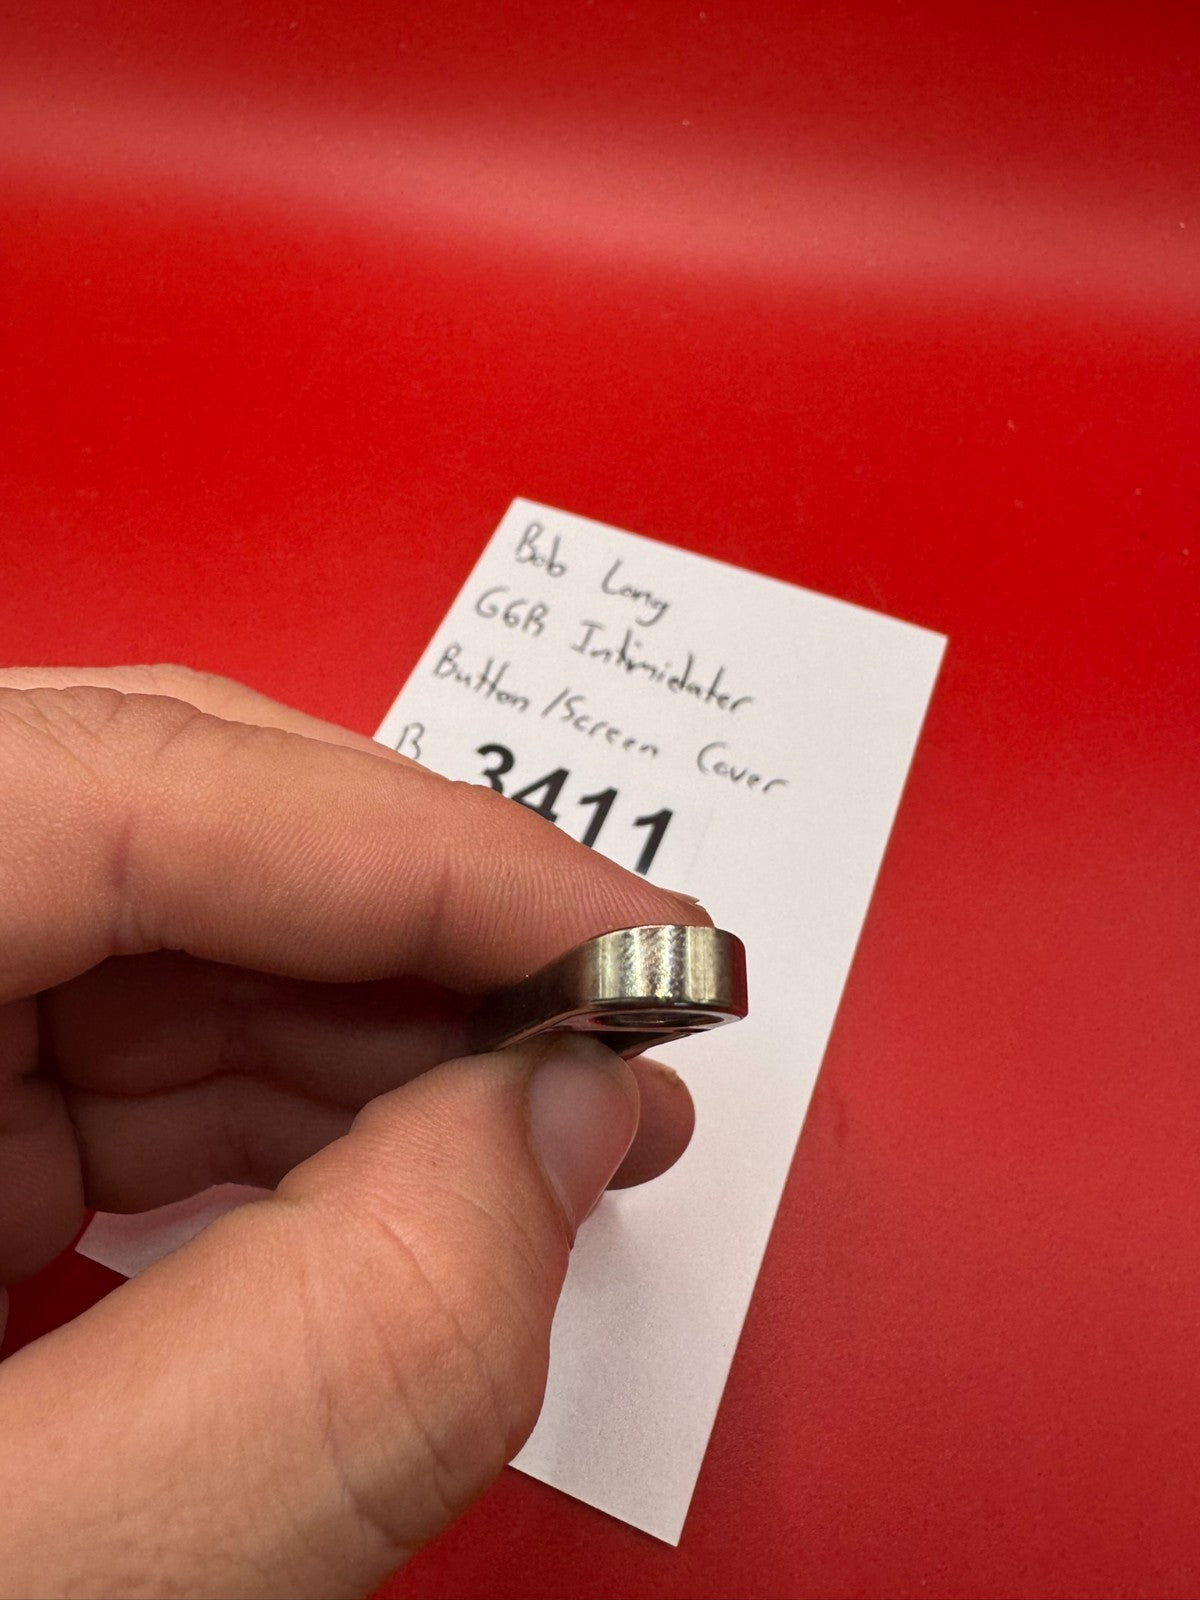 Bob Long
G6R Intimidater
Button/Screen Cover
B 3411